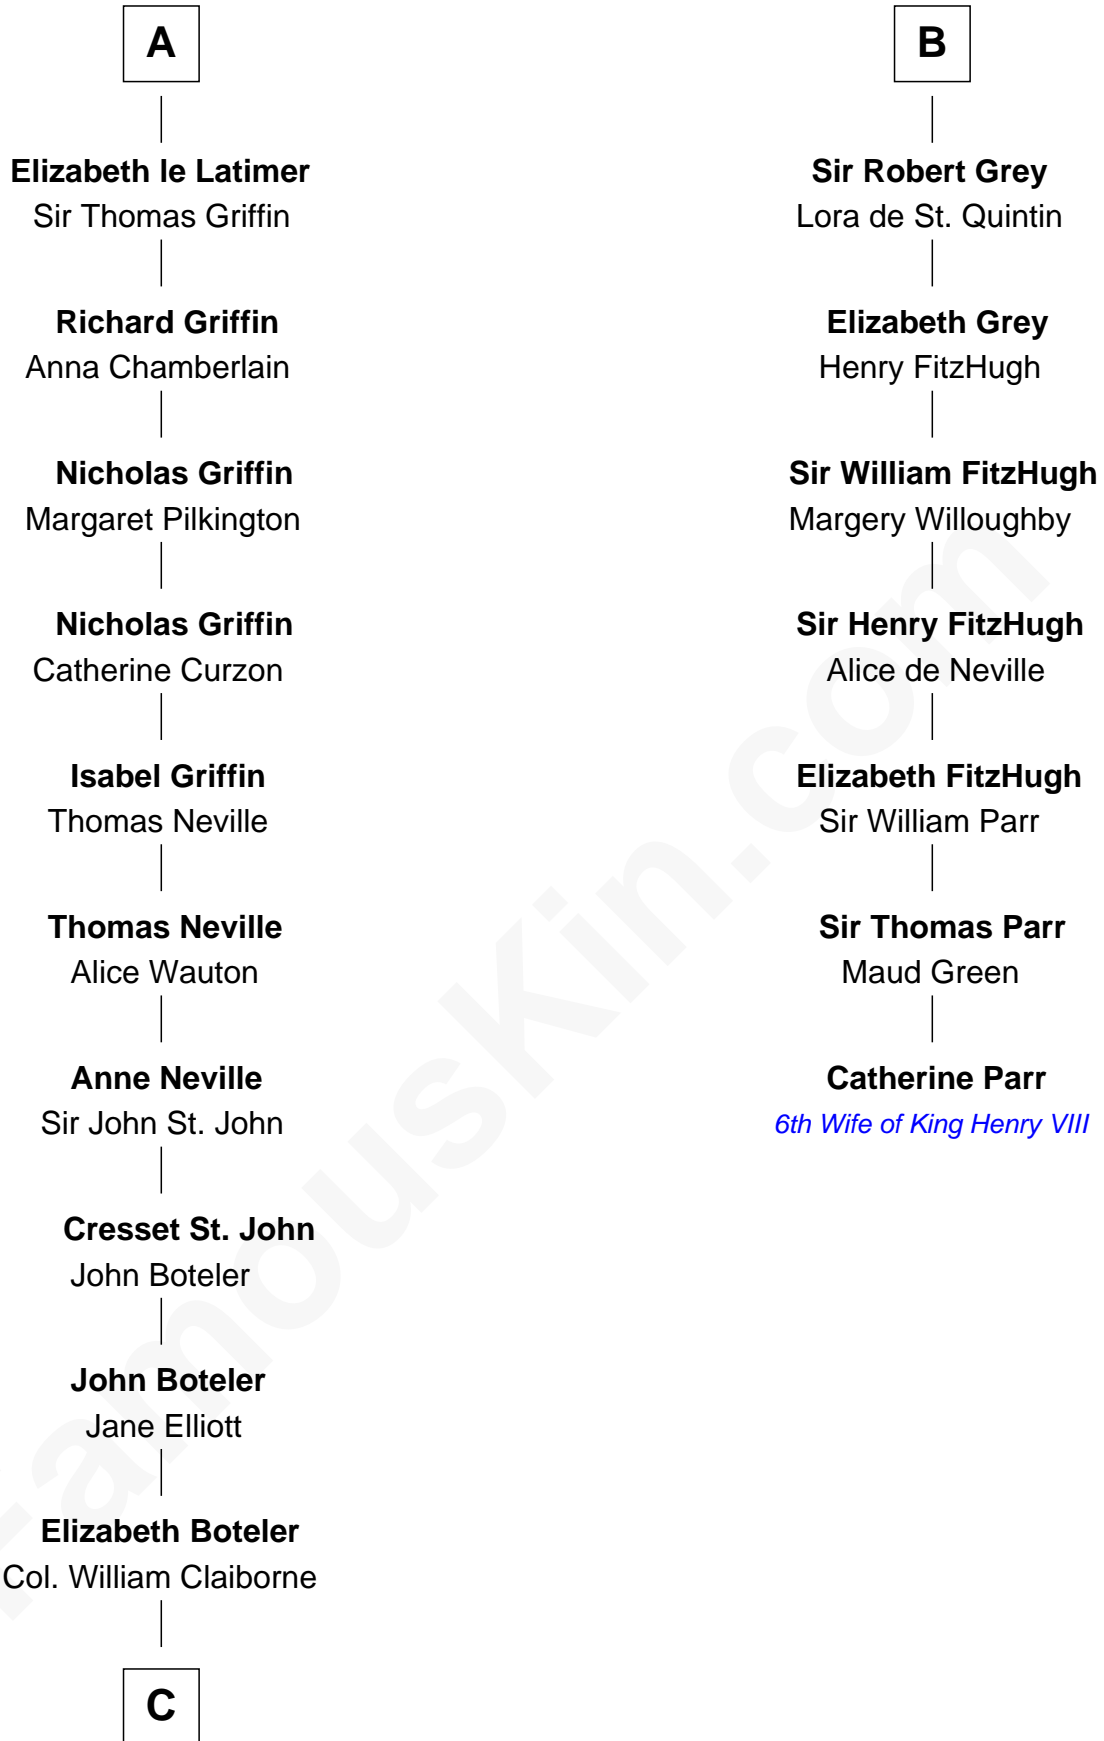 A
Elizabeth le Latimer
Sir Thomas Griffin
Richard Griffin
Anna Chamberlain
Nicholas Griffin
Margaret Pilkington
Nicholas Griffin
Catherine Curzon
Isabel Griffin
Thomas Neville
Thomas Neville
Alice Wauton
Anne Neville
Sir John St. John
Cresset St. John
John Boteler
John Boteler
Jane Elliott
Elizabeth Boteler
Col. William Claiborne
C
B
Sir Robert Grey
Lora de St. Quintin
Elizabeth Grey
Henry FitzHugh
Sir William FitzHugh
Margery Willoughby
Sir Henry FitzHugh
Alice de Neville
Elizabeth FitzHugh
Sir William Parr
Sir Thomas Parr
Maud Green
Catherine Parr
6th Wife of King Henry VIII
FamousKin.com